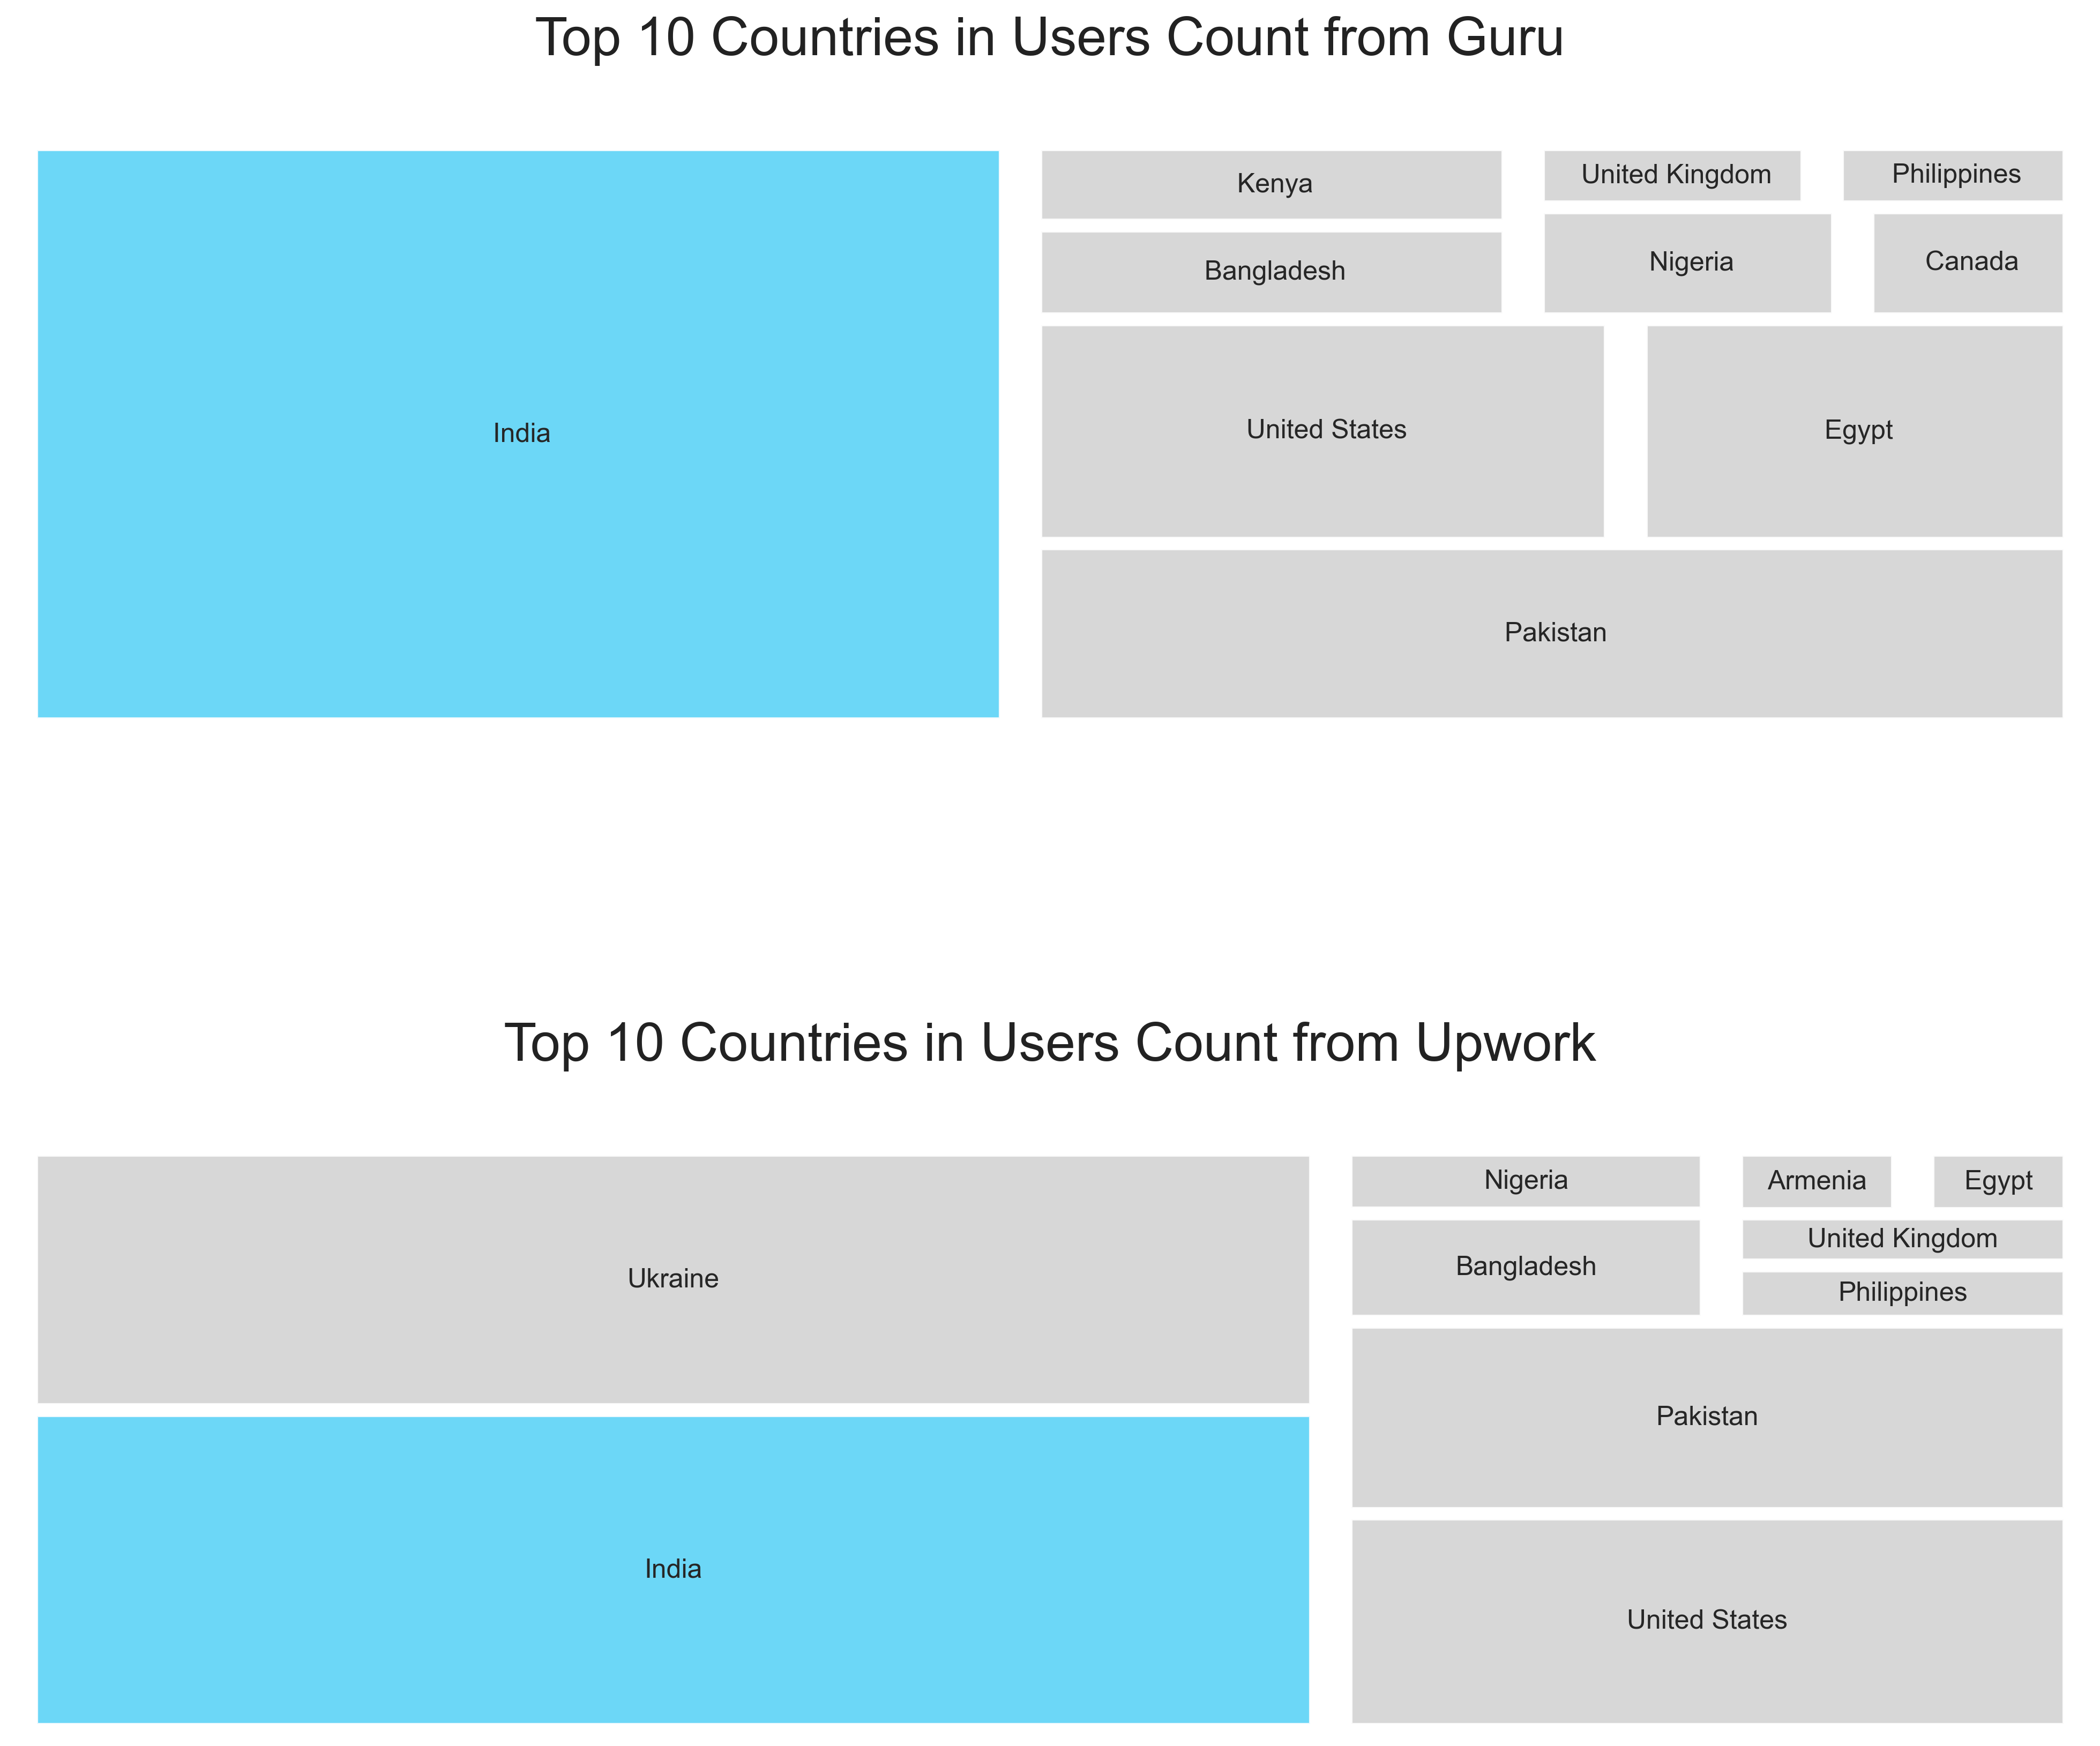 Top 10 Countries in Users Count from Guru
Kenya
United Kingdom
Philippines
Bangladesh
Nigeria
Canada
India
United States
Egypt
Pakistan
Top 10 Countries in Users Count from Upwork
Ukraine
Nigeria
Armenia
Egypt
United Kingdom
Bangladesh
Philippines
Pakistan
India
United States